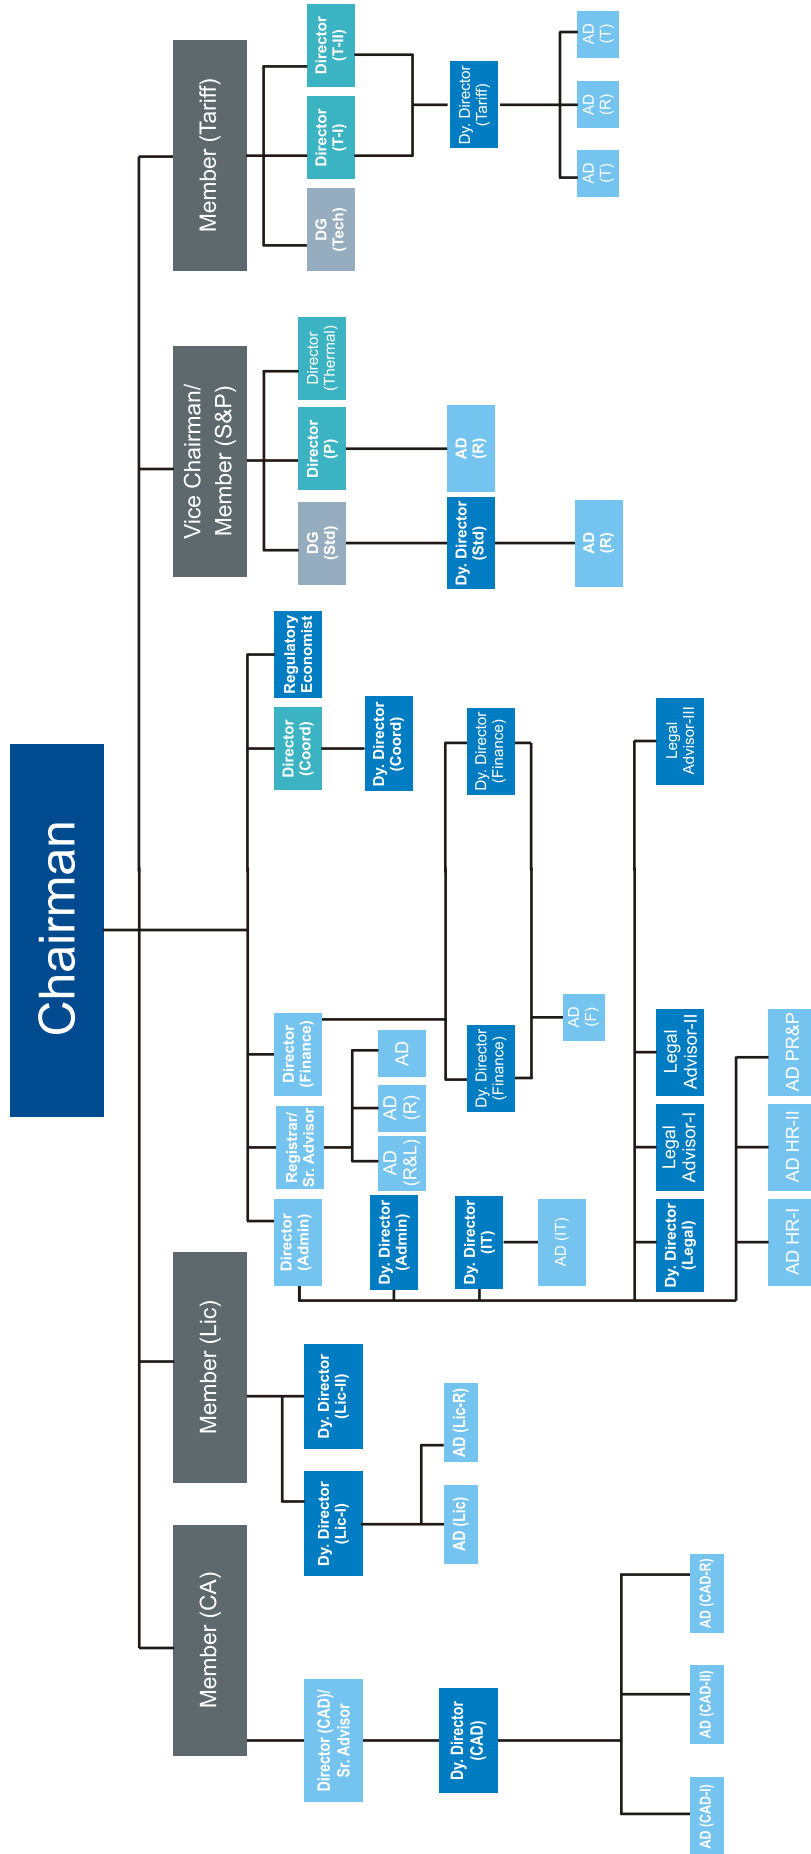 Chairman
Member (CA)
Member (Lic)
Vice Chairman/
Member (S&P)
Member (Tariff)
Director (CAD)/
Sr. Advisor
Dy. Director
(CAD)
AD (CAD-I)
AD (CAD-II)
AD (CAD-R)
Dy. Director
(Lic-I)
Dy. Director
(Lic-II)
AD (Lic)
AD (Lic-R)
Director
(Admin)
Registrar/
Sr. Advisor
Director
(Finance)
Director
(Coord)
Regulatory
Economist
Dy. Director
(Admin)
AD
(R&L)
AD
(R)
AD
Dy. Director
(Coord)
Dy. Director
(IT)
AD (IT)
Dy. Director
(Finance)
Dy. Director
(Finance)
AD
(F)
Dy. Director
(Legal)
Legal
Advisor-I
Legal
Advisor-II
Legal
Advisor-III
AD HR-I
AD HR-II
AD PR&P
DG
(Std)
Director
(P)
Director
(Thermal)
Dy. Director
(Std)
AD
(R)
AD
(R)
DG
(Tech)
Director
(T-I)
Director
(T-II)
Dy. Director
(Tariff)
AD
(T)
AD
(R)
AD
(T)